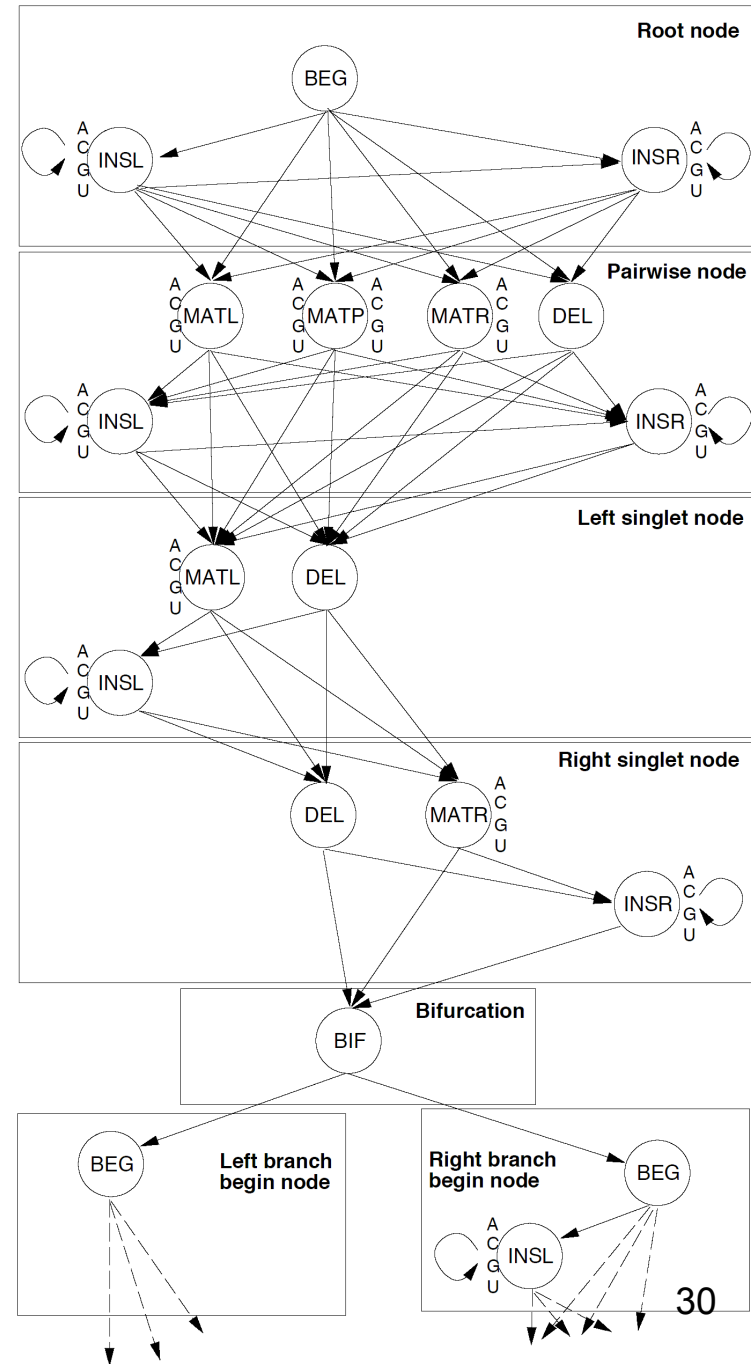 Root node
BEG
A
C
G
U
INSL
INSR
A
C
G
U
Pairwise node
A
C
G
U
MATL
A
C
G
U
MATP
A
C
G
U
MATR
A
C
G
U
DEL
A
C
G
U
INSL
INSR
A
C
G
U
Left singlet node
A
C
G
U
MATL
DEL
A
C
G
U
INSL
Right singlet node
DEL
MATR
A
C
G
U
INSR
A
C
G
U
Bifurcation
BIF
BEG
Left branch
begin node
Right branch
begin node
BEG
A
C
G
U
INSL
30